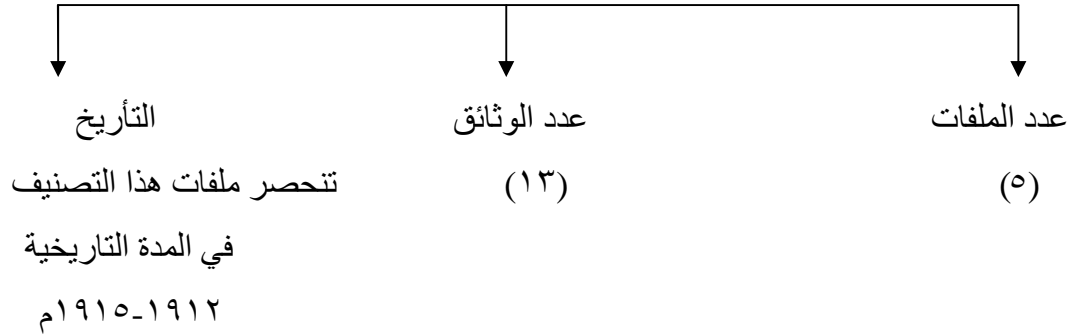 عدد الملفات
(٥)
عدد الوثائق
(١٣)
التأريخ
تنحصر ملفات هذا التصنيف
في المدة التاريخية
١٩١٢-١٩١٥م